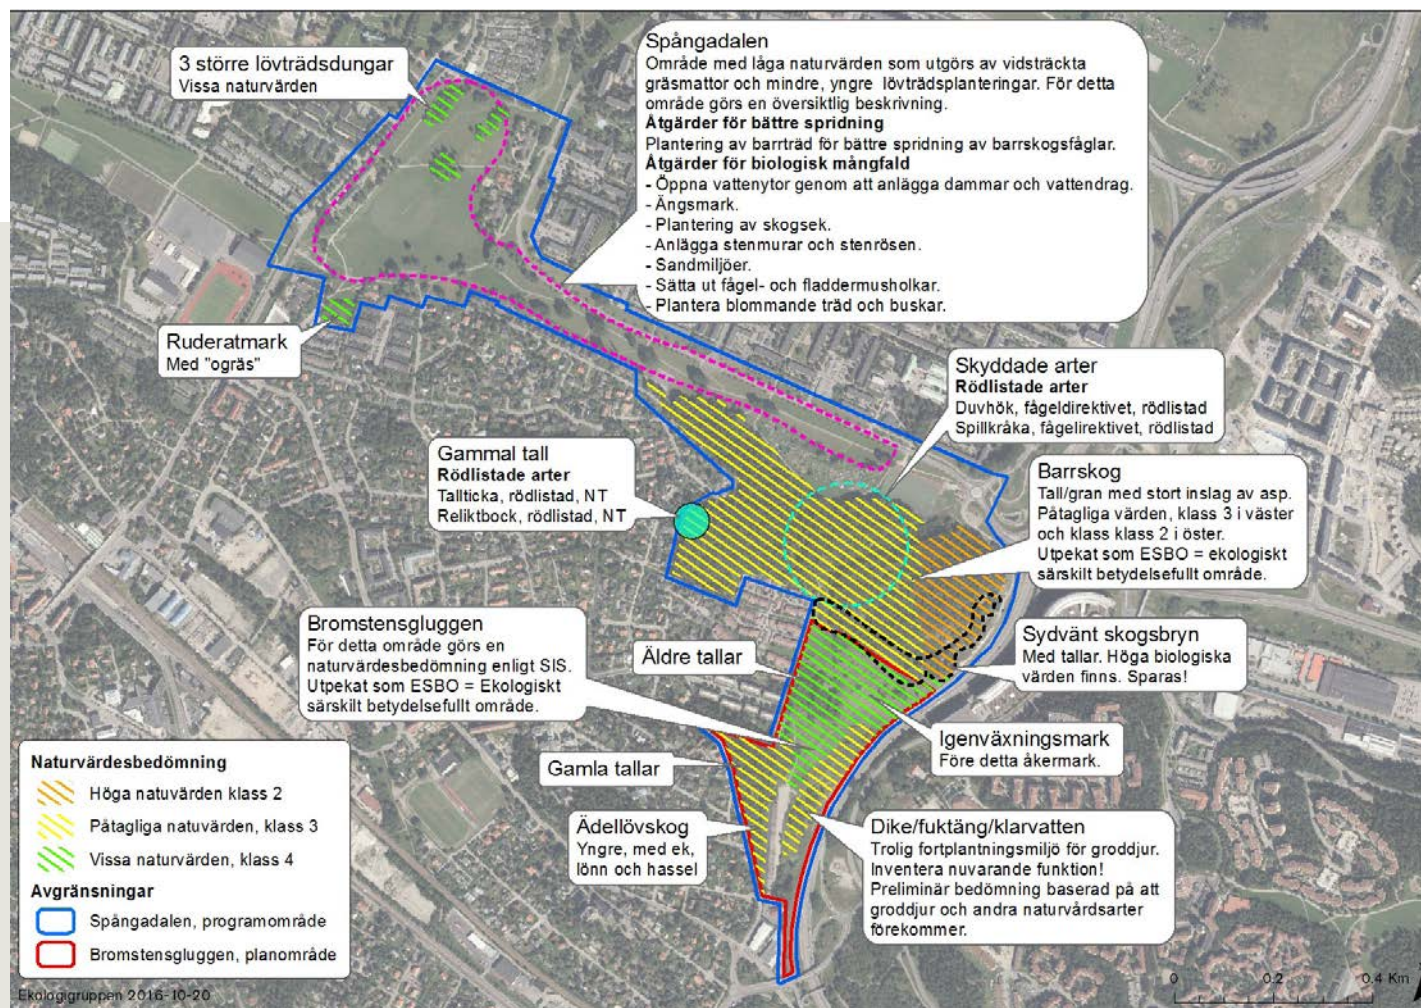 3 större lövträdsdungar
Vissa naturvärden
Spångadalen
Område med låga naturvärden som utgörs av vidsträckta
gräsmattor och mindre, yngre lövträdsplanteringar. För detta
område görs en översiktlig beskrivning.
Åtgärder för bättre spridning
Plantering av barrträd för bättre spridning av barrskogsfåglar.
Åtgärder för biologisk mångfald
- Öppna vattenytor genom att anlägga dammar och vattendrag.
- Ängsmark.
- Plantering av skogsek.
- Anlägga stenmurar och stenrösen.
- Sandmiljöer.
- Sätta ut fågel- och fladdermusholkar.
- Plantera blommande träd och buskar.
Ruderatmark
Med "ogräs"
Skyddade arter
Rödlistade arter
Duvhök, fågeldirektivet, rödlistad
Spillkråka, fågelirektivet, rödlistad
Gammal tall
Rödlistade arter
Tallticka, rödlistad, NT
Reliktbock, rödlistad, NT
Barrskog
Tall/gran med stort inslag av asp.
Påtagliga värden, klass 3 i väster
och klass klass 2 i öster.
Utpekat som ESBO = ekologiskt
särskilt betydelsefullt område.
Bromstensgluggen
För detta område görs en
naturvärdesbedömning enligt SIS.
Utpekat som ESBO = Ekologiskt
särskilt betydelsefullt område.
Äldre tallar
Sydvänt skogsbryn
Med tallar. Höga biologiska
värden finns. Sparas!
Igenväxningsmark
Före detta åkermark.
Gamla tallar
Ädellövskog
Yngre, med ek,
lönn och hassel
Dike/fuktäng/klarvatten
Trolig fortplantningsmiljö för groddjur.
Inventera nuvarande funktion!
Preliminär bedömning baserad på att
groddjur och andra naturvårdsarter
förekommer.
Naturvärdesbedömning
Höga natuvärden klass 2
Påtagliga natuvärden, klass 3
Vissa naturvärden, klass 4
Avgränsningar
Spångadalen, programområde
Bromstensgluggen, planområde
Ekologigruppen 2016-10-20
0 0.2 0.4 Km